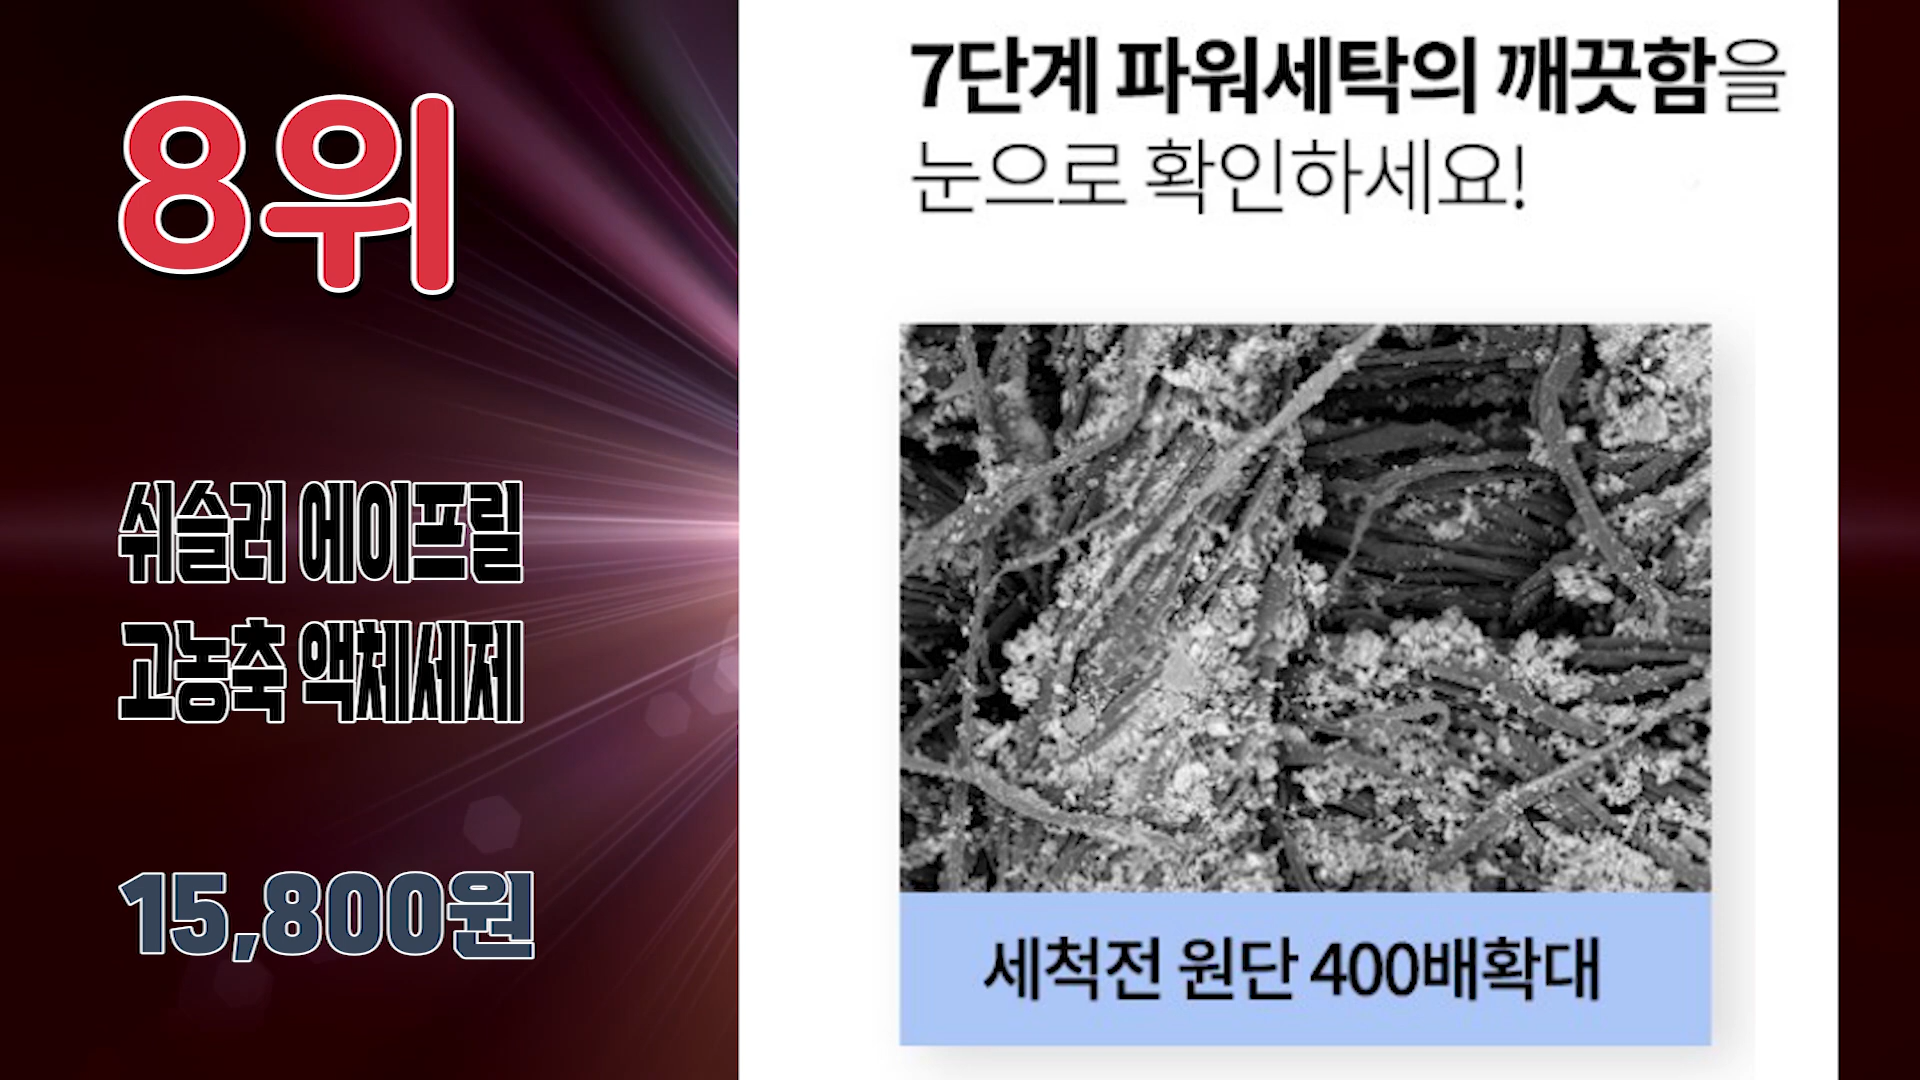 8위
쉬슬러 에이프릴
고농축 액체세제
15,800원
7단계 파워세탁의 깨끗함을
눈으로 확인하세요!
세척전 원단 400배확대